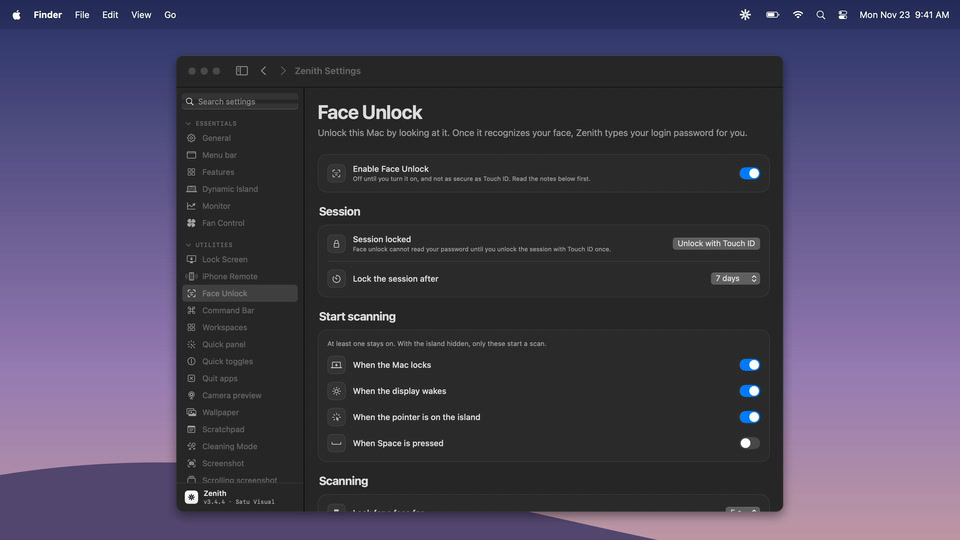 Finder File Edit View Go Mon Nov 23 9:41 AM
Zenith Settings
Search settings
ESSENTIALS
General
Menu bar
Features
Dynamic Island
Monitor
Fan Control
UTILITIES
Lock Screen
iPhone Remote
Face Unlock
Command Bar
Workspaces
Quick panel
Quick toggles
Quit apps
Camera preview
Wallpaper
Scratchpad
Cleaning Mode
Screenshot
Scrolling screenshot
Zenith
v3.4.4 - Satu Visual
Face Unlock
Unlock this Mac by looking at it. Once it recognizes your face, Zenith types your login password for you.
Enable Face Unlock
Off until you turn it on, and not as secure as Touch ID. Read the notes below first.
Session
Session locked
Face unlock cannot read your password until you unlock the session with Touch ID once.
Unlock with Touch ID
Lock the session after
7 days
Start scanning
At least one stays on. With the island hidden, only these start a scan.
When the Mac locks
When the display wakes
When the pointer is on the island
When Space is pressed
Scanning